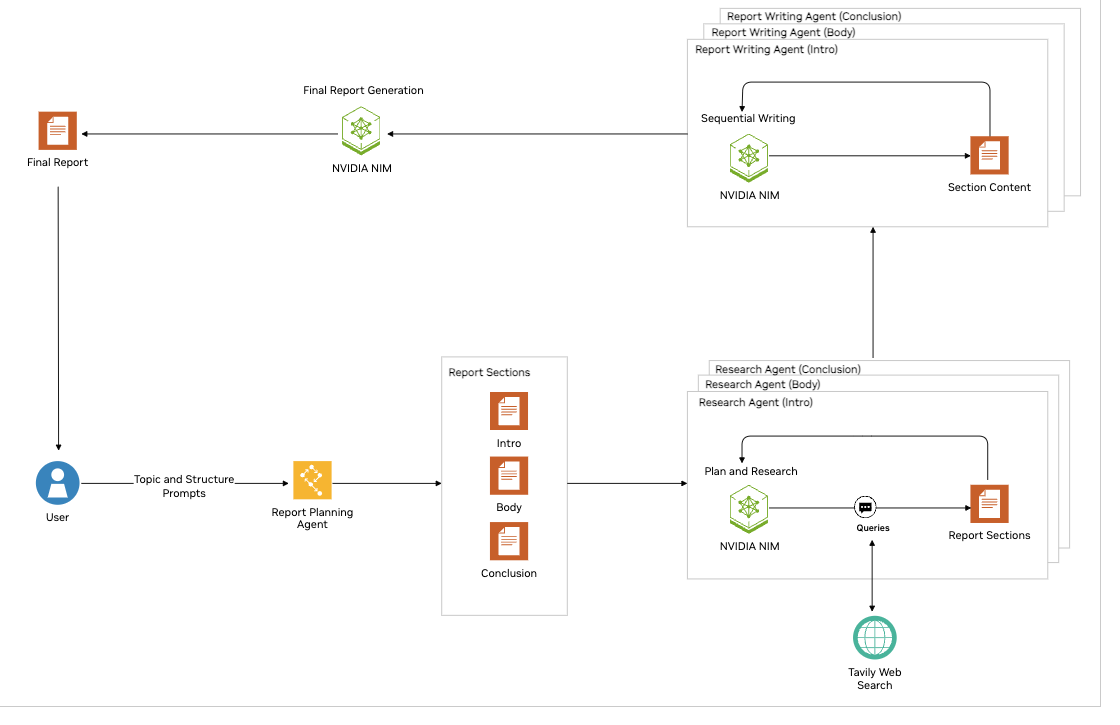 Report Writing Agent (Conclusion)
Report Writing Agent (Body)
Report Writing Agent (Intro)
Final Report Generation
Sequential Writing
Final Report
NVIDIA NIM
Section Content
NVIDIA NIM
Report Sections
Research Agent (Conclusion)
Research Agent (Body)
Research Agent (Intro)
Intro
Plan and Research
Topic and Structure
Prompts
User
Report Planning
Agent
Body
Queries
Report Sections
NVIDIA NIM
Conclusion
Tavily Web
Search